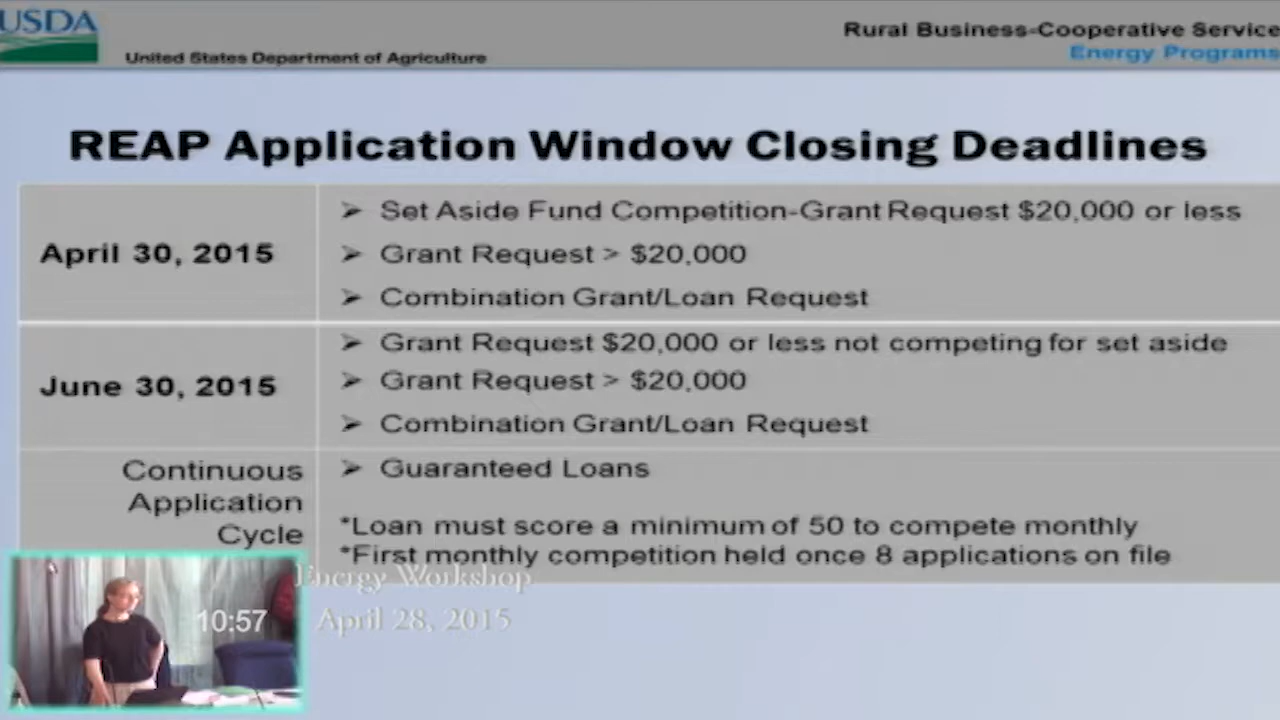 USDA
United States Department of Agriculture
Rural Business-Cooperative Service
Energy Programs
REAP Application Window Closing Deadlines
April 30, 2015
➢ Set Aside Fund Competition-Grant Request $20,000 or less
➢ Grant Request > $20,000
➢ Combination Grant/Loan Request
June 30, 2015
➢ Grant Request $20,000 or less not competing for set aside
➢ Grant Request > $20,000
➢ Combination Grant/Loan Request
Continuous
Application
Cycle
➢ Guaranteed Loans
*Loan must score a minimum of 50 to compete monthly
*First monthly competition held once 8 applications on file
Energy Workshop
April 28, 2015
10:57